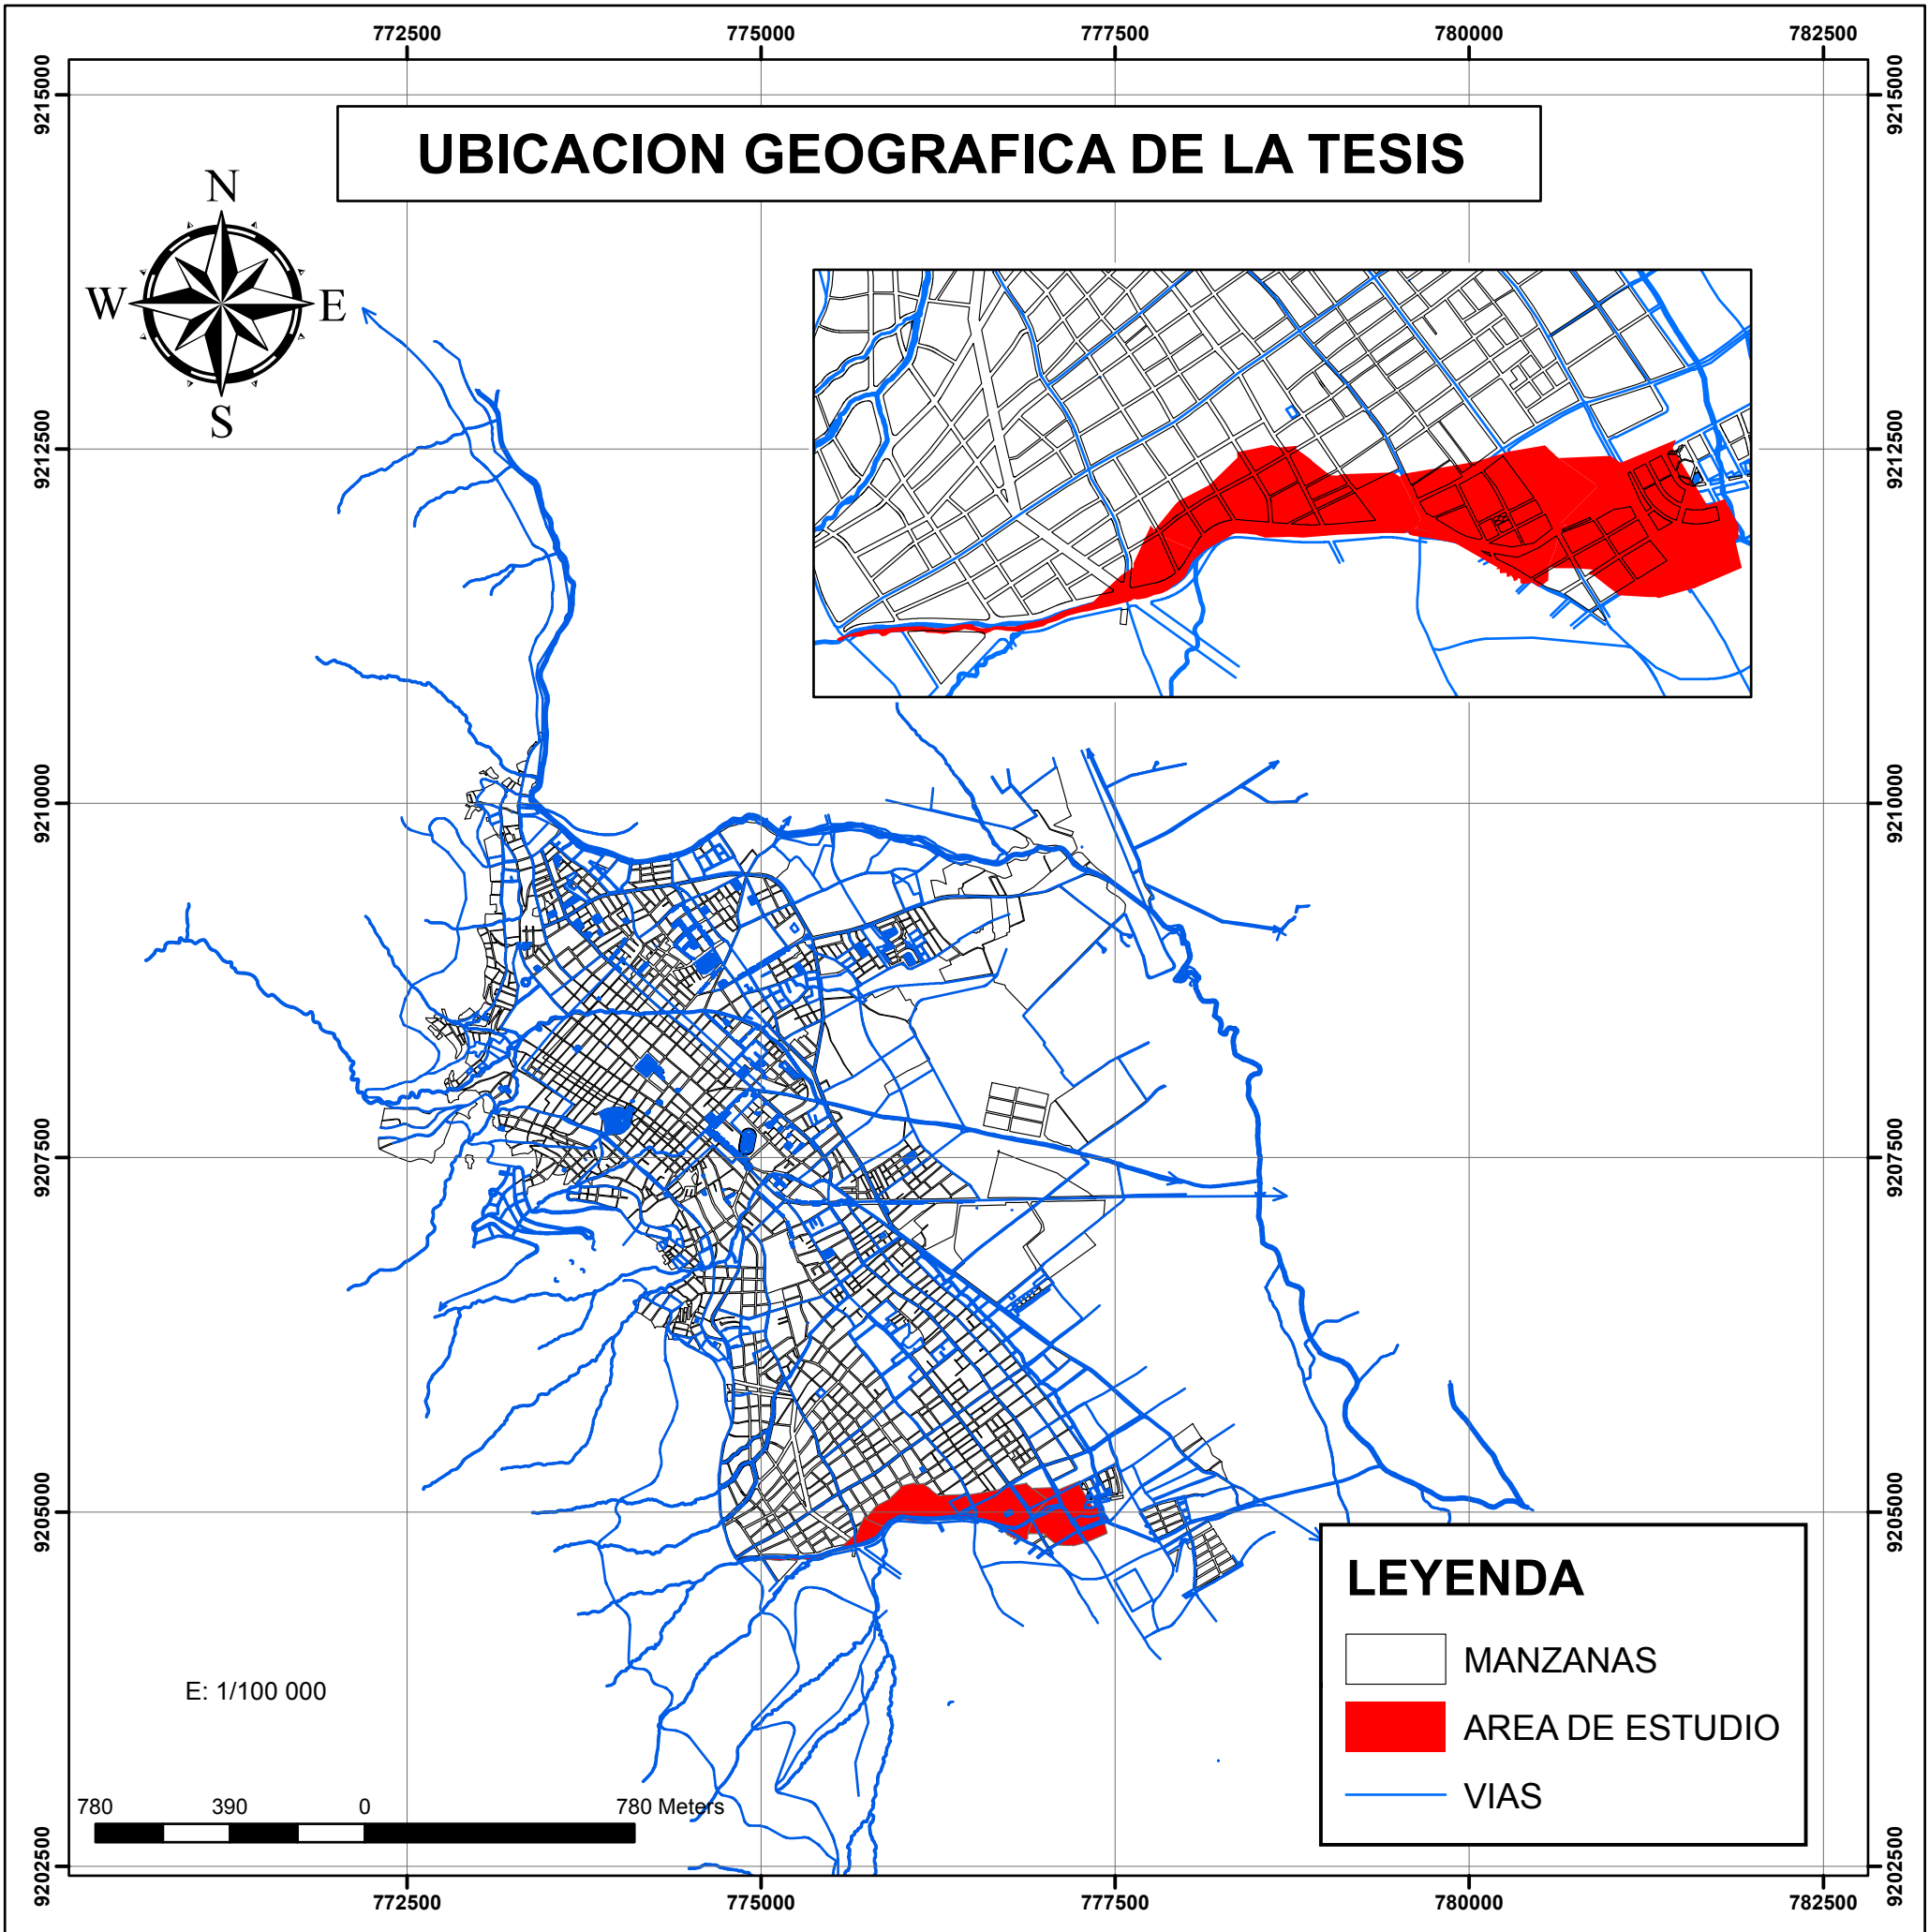 772500 775000 777500 780000 782500
9215000 9215000
UBICACION GEOGRAFICA DE LA TESIS
N
W E
S
9212500 9212500
9210000 9210000
9207500 9207500
9205000 9205000
LEYENDA
MANZANAS
AREA DE ESTUDIO
VIAS
E: 1/100 000
780 390 0 780 Meters
9202500 9202500
772500 775000 777500 780000 782500